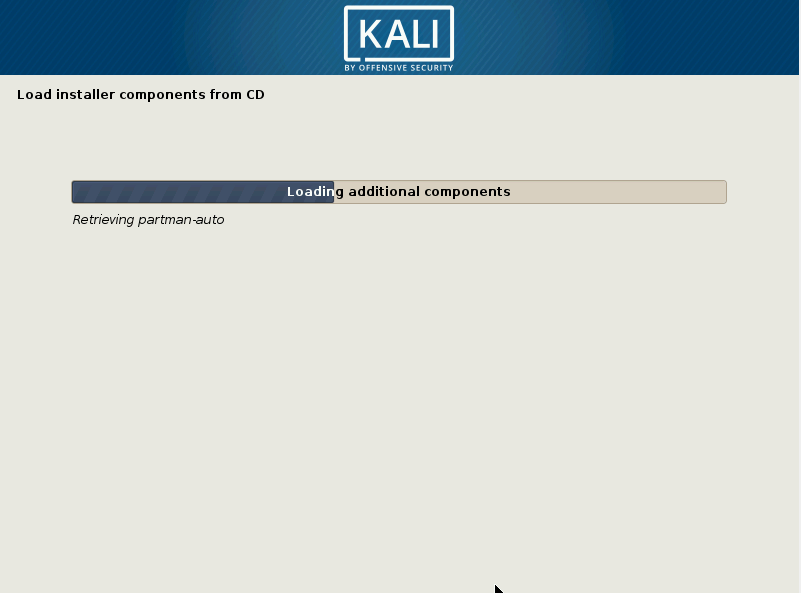 KALI
BY OFFENSIVE SECURITY
Load installer components from CD
Loading additional components
Retrieving partman-auto